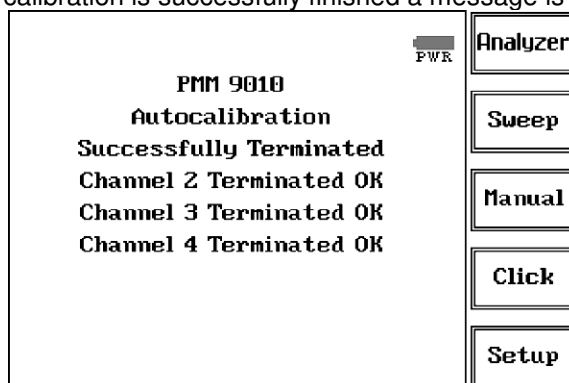 calibration is successfully finished a message is
PWR
PMM 9010
Autocalibration
Successfully Terminated
Channel 2 Terminated OK
Channel 3 Terminated OK
Channel 4 Terminated OK
Analyzer
Sweep
Manual
Click
Setup